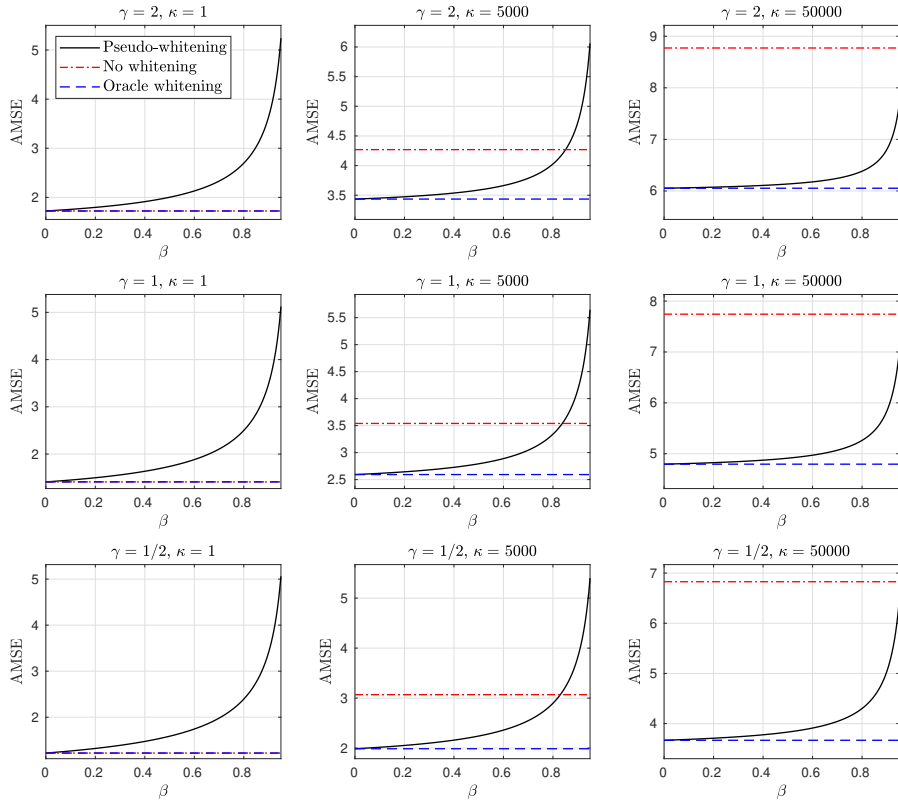 γ = 2, κ = 1
γ = 2, κ = 5000
γ = 2, κ = 50000
Pseudo-whitening
No whitening
Oracle whitening
AMSE
5
4
3
2
0 0.2 0.4 0.6 0.8
β
AMSE
6
5.5
5
4.5
4
3.5
0 0.2 0.4 0.6 0.8
β
AMSE
9
8
7
6
0 0.2 0.4 0.6 0.8
β
γ = 1, κ = 1
γ = 1, κ = 5000
γ = 1, κ = 50000
AMSE
5
4
3
2
0 0.2 0.4 0.6 0.8
β
AMSE
5.5
5
4.5
4
3.5
3
2.5
0 0.2 0.4 0.6 0.8
β
AMSE
8
7
6
5
0 0.2 0.4 0.6 0.8
β
γ = 1/2, κ = 1
γ = 1/2, κ = 5000
γ = 1/2, κ = 50000
AMSE
5
4
3
2
0 0.2 0.4 0.6 0.8
β
AMSE
5
4
3
2
0 0.2 0.4 0.6 0.8
β
AMSE
7
6
5
4
0 0.2 0.4 0.6 0.8
β